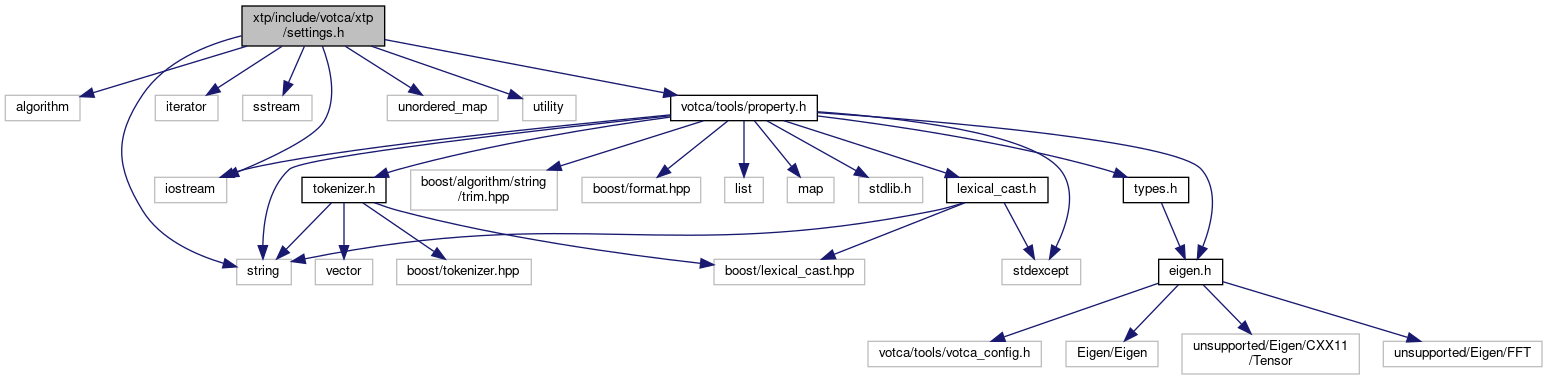 xtp/include/votca/xtp
/settings.h
algorithm
iterator
sstream
unordered_map
utility
votca/tools/property.h
iostream
tokenizer.h
boost/algorithm/string
/trim.hpp
boost/format.hpp
list
map
stdlib.h
lexical_cast.h
types.h
string
vector
boost/tokenizer.hpp
boost/lexical_cast.hpp
stdexcept
eigen.h
votca/tools/votca_config.h
Eigen/Eigen
unsupported/Eigen/CXX11
/Tensor
unsupported/Eigen/FFT